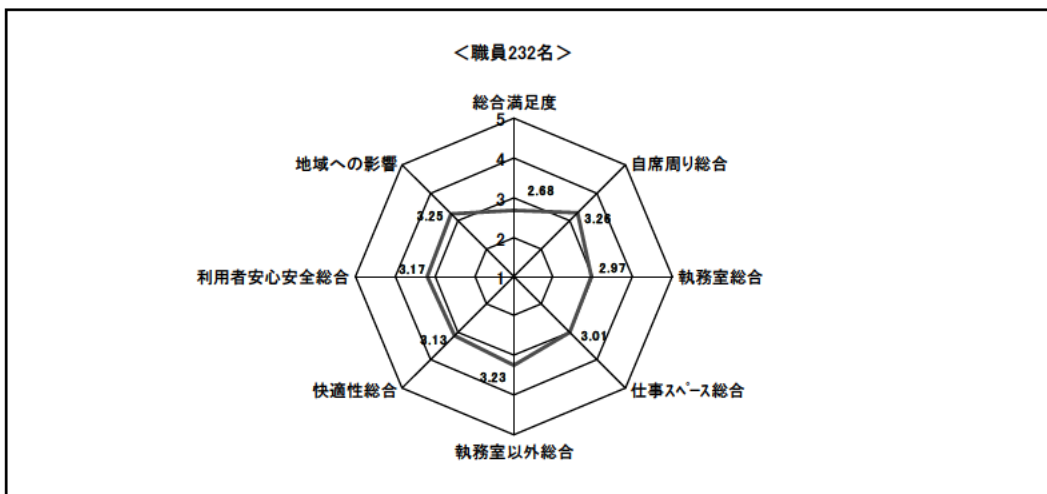 ＜職員232名＞
総合満足度
5
地域への影響
自席周り総合
4
3
2.68
3.25
3.26
2
利用者安心安全総合
3.17
1
2.97
執務室総合
3.13
3.01
快適性総合
3.23
仕事スペース総合
執務室以外総合